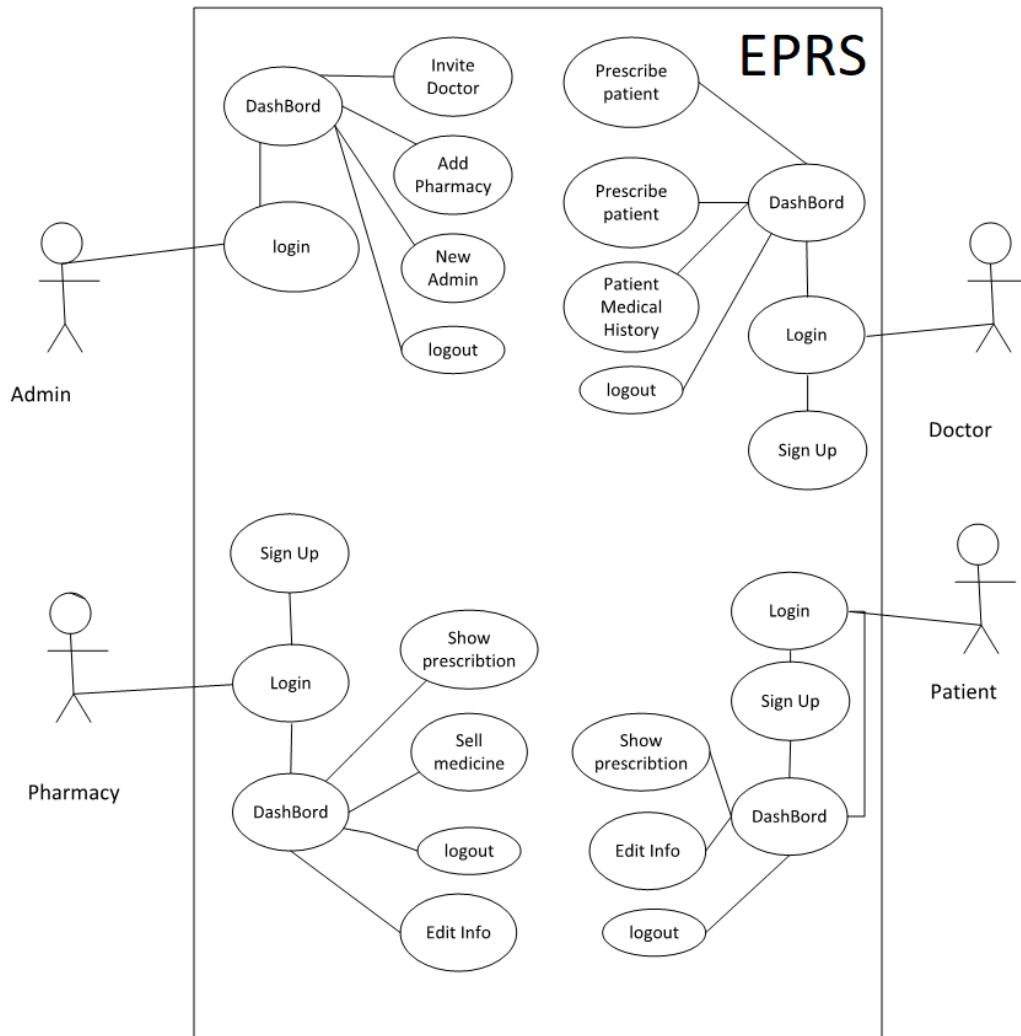 EPRS
Invite
Doctor
DashBord
Add
Pharmacy
login
New
Admin
logout
Admin
Prescribe
patient
Prescribe
patient
DashBord
Patient
Medical
History
Login
logout
Sign Up
Doctor
Sign Up
Login
Show
prescribtion
Sell
medicine
DashBord
logout
Edit Info
Pharmacy
Login
Sign Up
Show
prescribtion
DashBord
Edit Info
logout
Patient